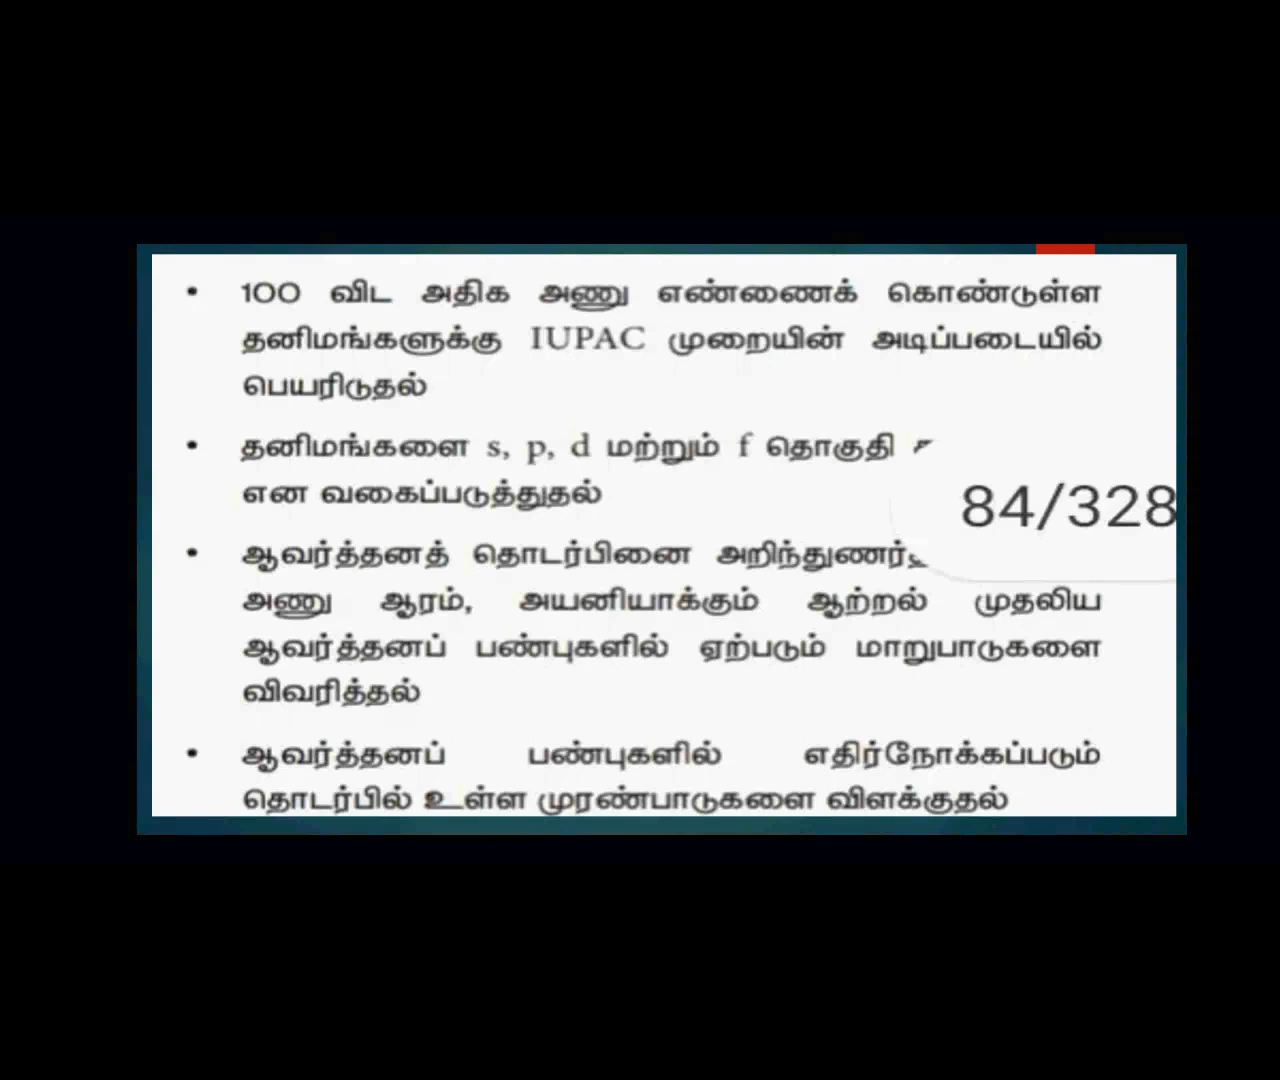 • 100 விட அதிக அணு எண்ணைக் கொண்டுள்ள
தனிமங்களுக்கு IUPAC முறையின் அடிப்படையில்
பெயரிடுதல்
• தனிமங்களை s, p, d மற்றும் f தொகுதி
என வகைப்படுத்துதல்
84/328
• ஆவர்த்தனத் தொடர்பினை
அணு ஆரம், அயனியாக்கும் ஆற்றல் முதலிய
ஆவர்த்தனப் பண்புகளில் ஏற்படும் மாறுபாடுகளை
விவரித்தல்
• ஆவர்த்தனப் பண்புகளில் எதிர்நோக்கப்படும்
தொடர்பில் உள்ள முரண்பாடுகளை விளக்குதல்